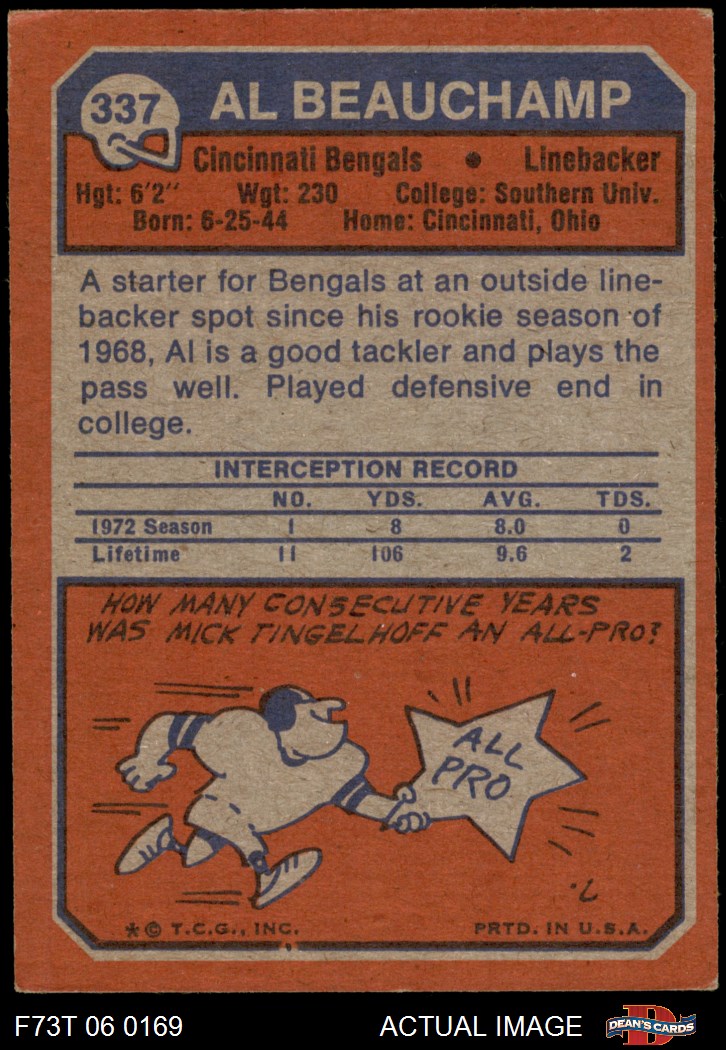 337
AL BEAUCHAMP
Cincinnati Bengals • Linebacker
Hgt: 6'2" Wgt: 230 College: Southern Univ.
Born: 6-25-44 Home: Cincinnati, Ohio
A starter for Bengals at an outside line-
backer spot since his rookie season of
1968, Al is a good tackler and plays the
pass well. Played defensive end in
college.
INTERCEPTION RECORD
NO. YDS. AVG. TDS.
1972 Season 1 8 8.0 0
Lifetime 11 106 9.6 2
HOW MANY CONSECUTIVE YEARS
WAS MICK TINGELHOFF AN ALL-PRO?
ALL
PRO
*© T.C.G., INC. PRTD. IN U.S.A.
F73T 06 0169 ACTUAL IMAGE
D
DEAN'S CARDS